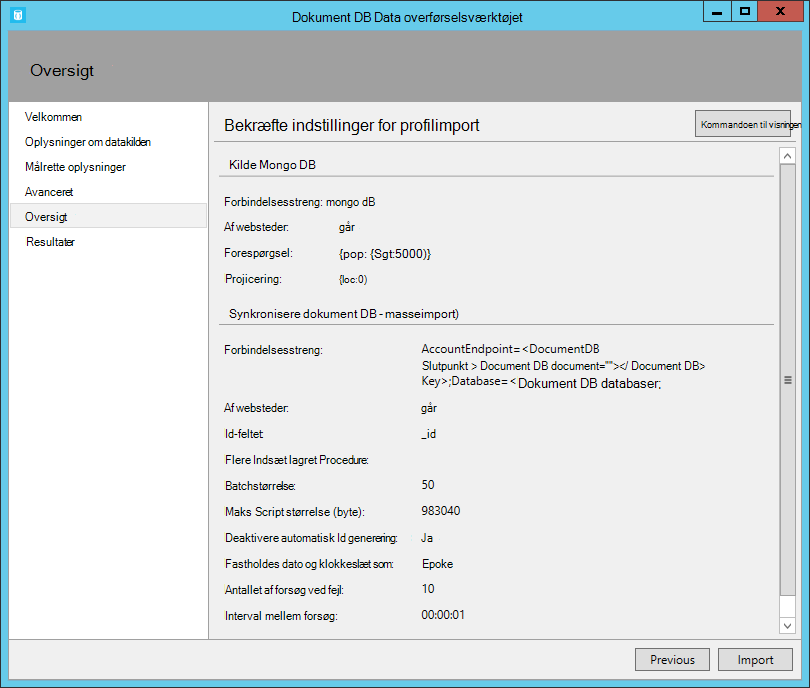 Dokument DB Data overførselsværktøjet
Oversigt
Velkommen
Oplysninger om datakilden
Målrette oplysninger
Avanceret
Oversigt
Resultater
Bekræfte indstillinger for profilimport
Kommandoen til visningen
Kilde Mongo DB
Forbindelsesstreng: mongo dB
Af websteder: går
Forespørgsel: {pop: {Sgt:5000)}
Projicering: {loc:0)
Synkronisere dokument DB - masseimport)
Forbindelsesstreng: AccountEndpoint= <DocumentDB
Slutpunkt > Document DB document=""></ Document DB>
Key>;Database= < Dokument DB databaser;
Af websteder: går
Id-feltet: _id
Flere Indsæt lagret Procedure:
Batchstørrelse: 50
Maks Script størrelse (byte): 983040
Deaktivere automatisk Id generering: Ja
Fastholdes dato og klokkeslæt som: Epoke
Antallet af forsøg ved fejl: 10
Interval mellem forsøg: 00:00:01
Previous
Import